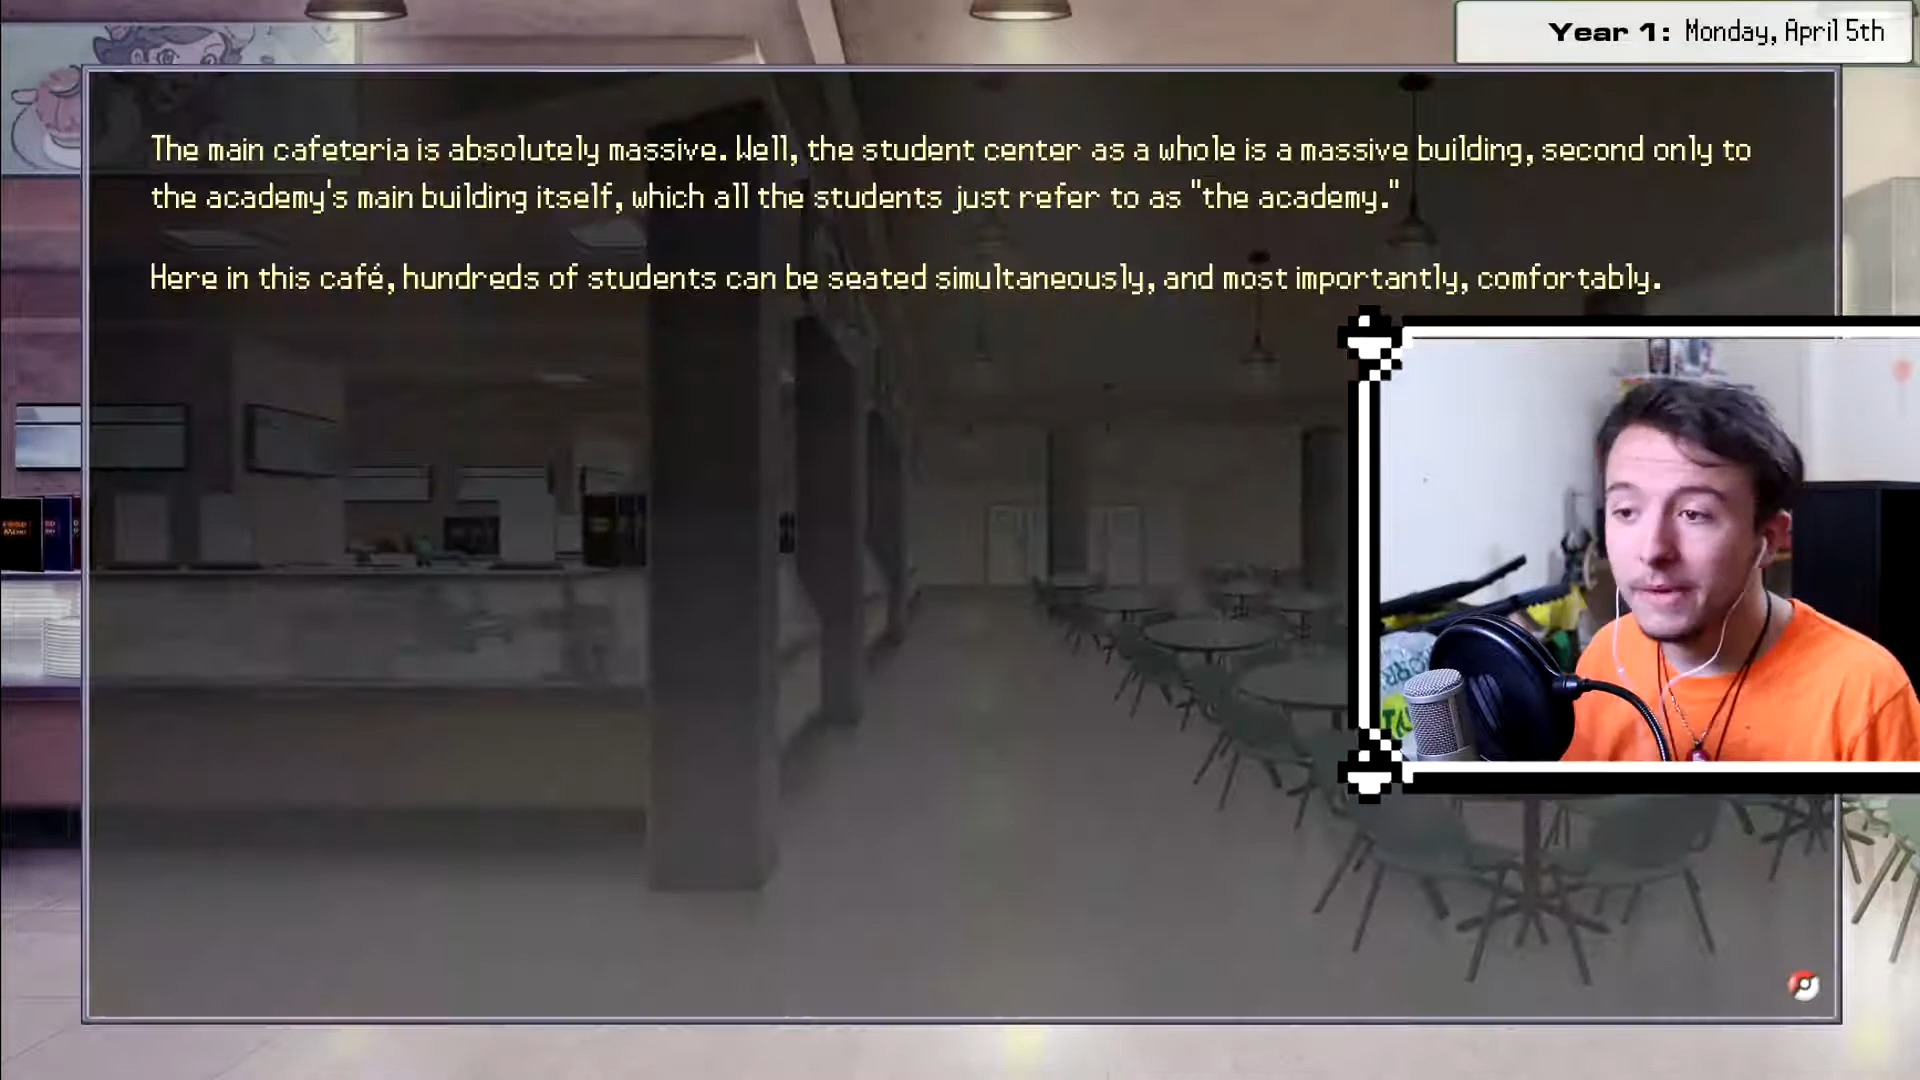 Year 1: Monday, April 5th
The main cafeteria is absolutely massive. Well, the student center as a whole is a massive building, second only to
the academy's main building itself, which all the students just refer to as "the academy."
Here in this café, hundreds of students can be seated simultaneously, and most importantly, comfortably.